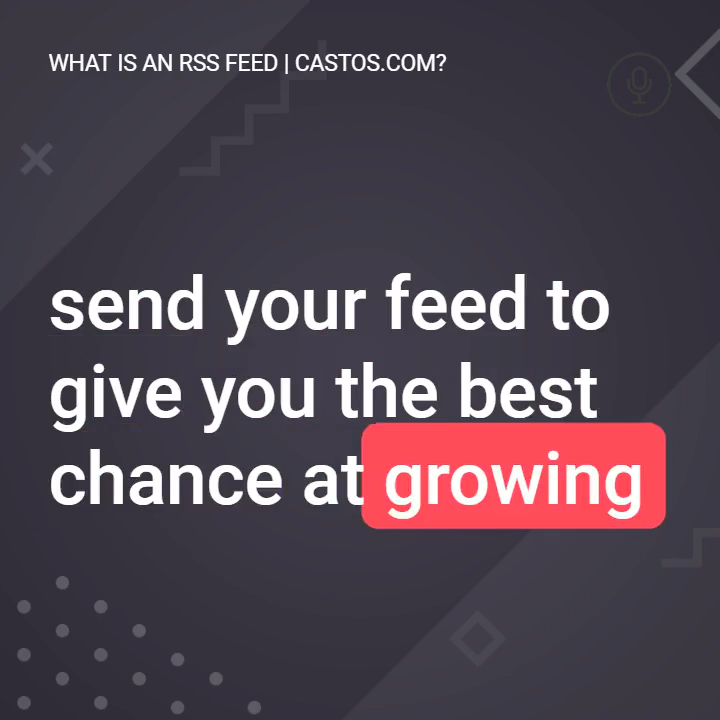 WHAT IS AN RSS FEED | CASTOS.COM?
send your feed to
give you the best
chance at growing